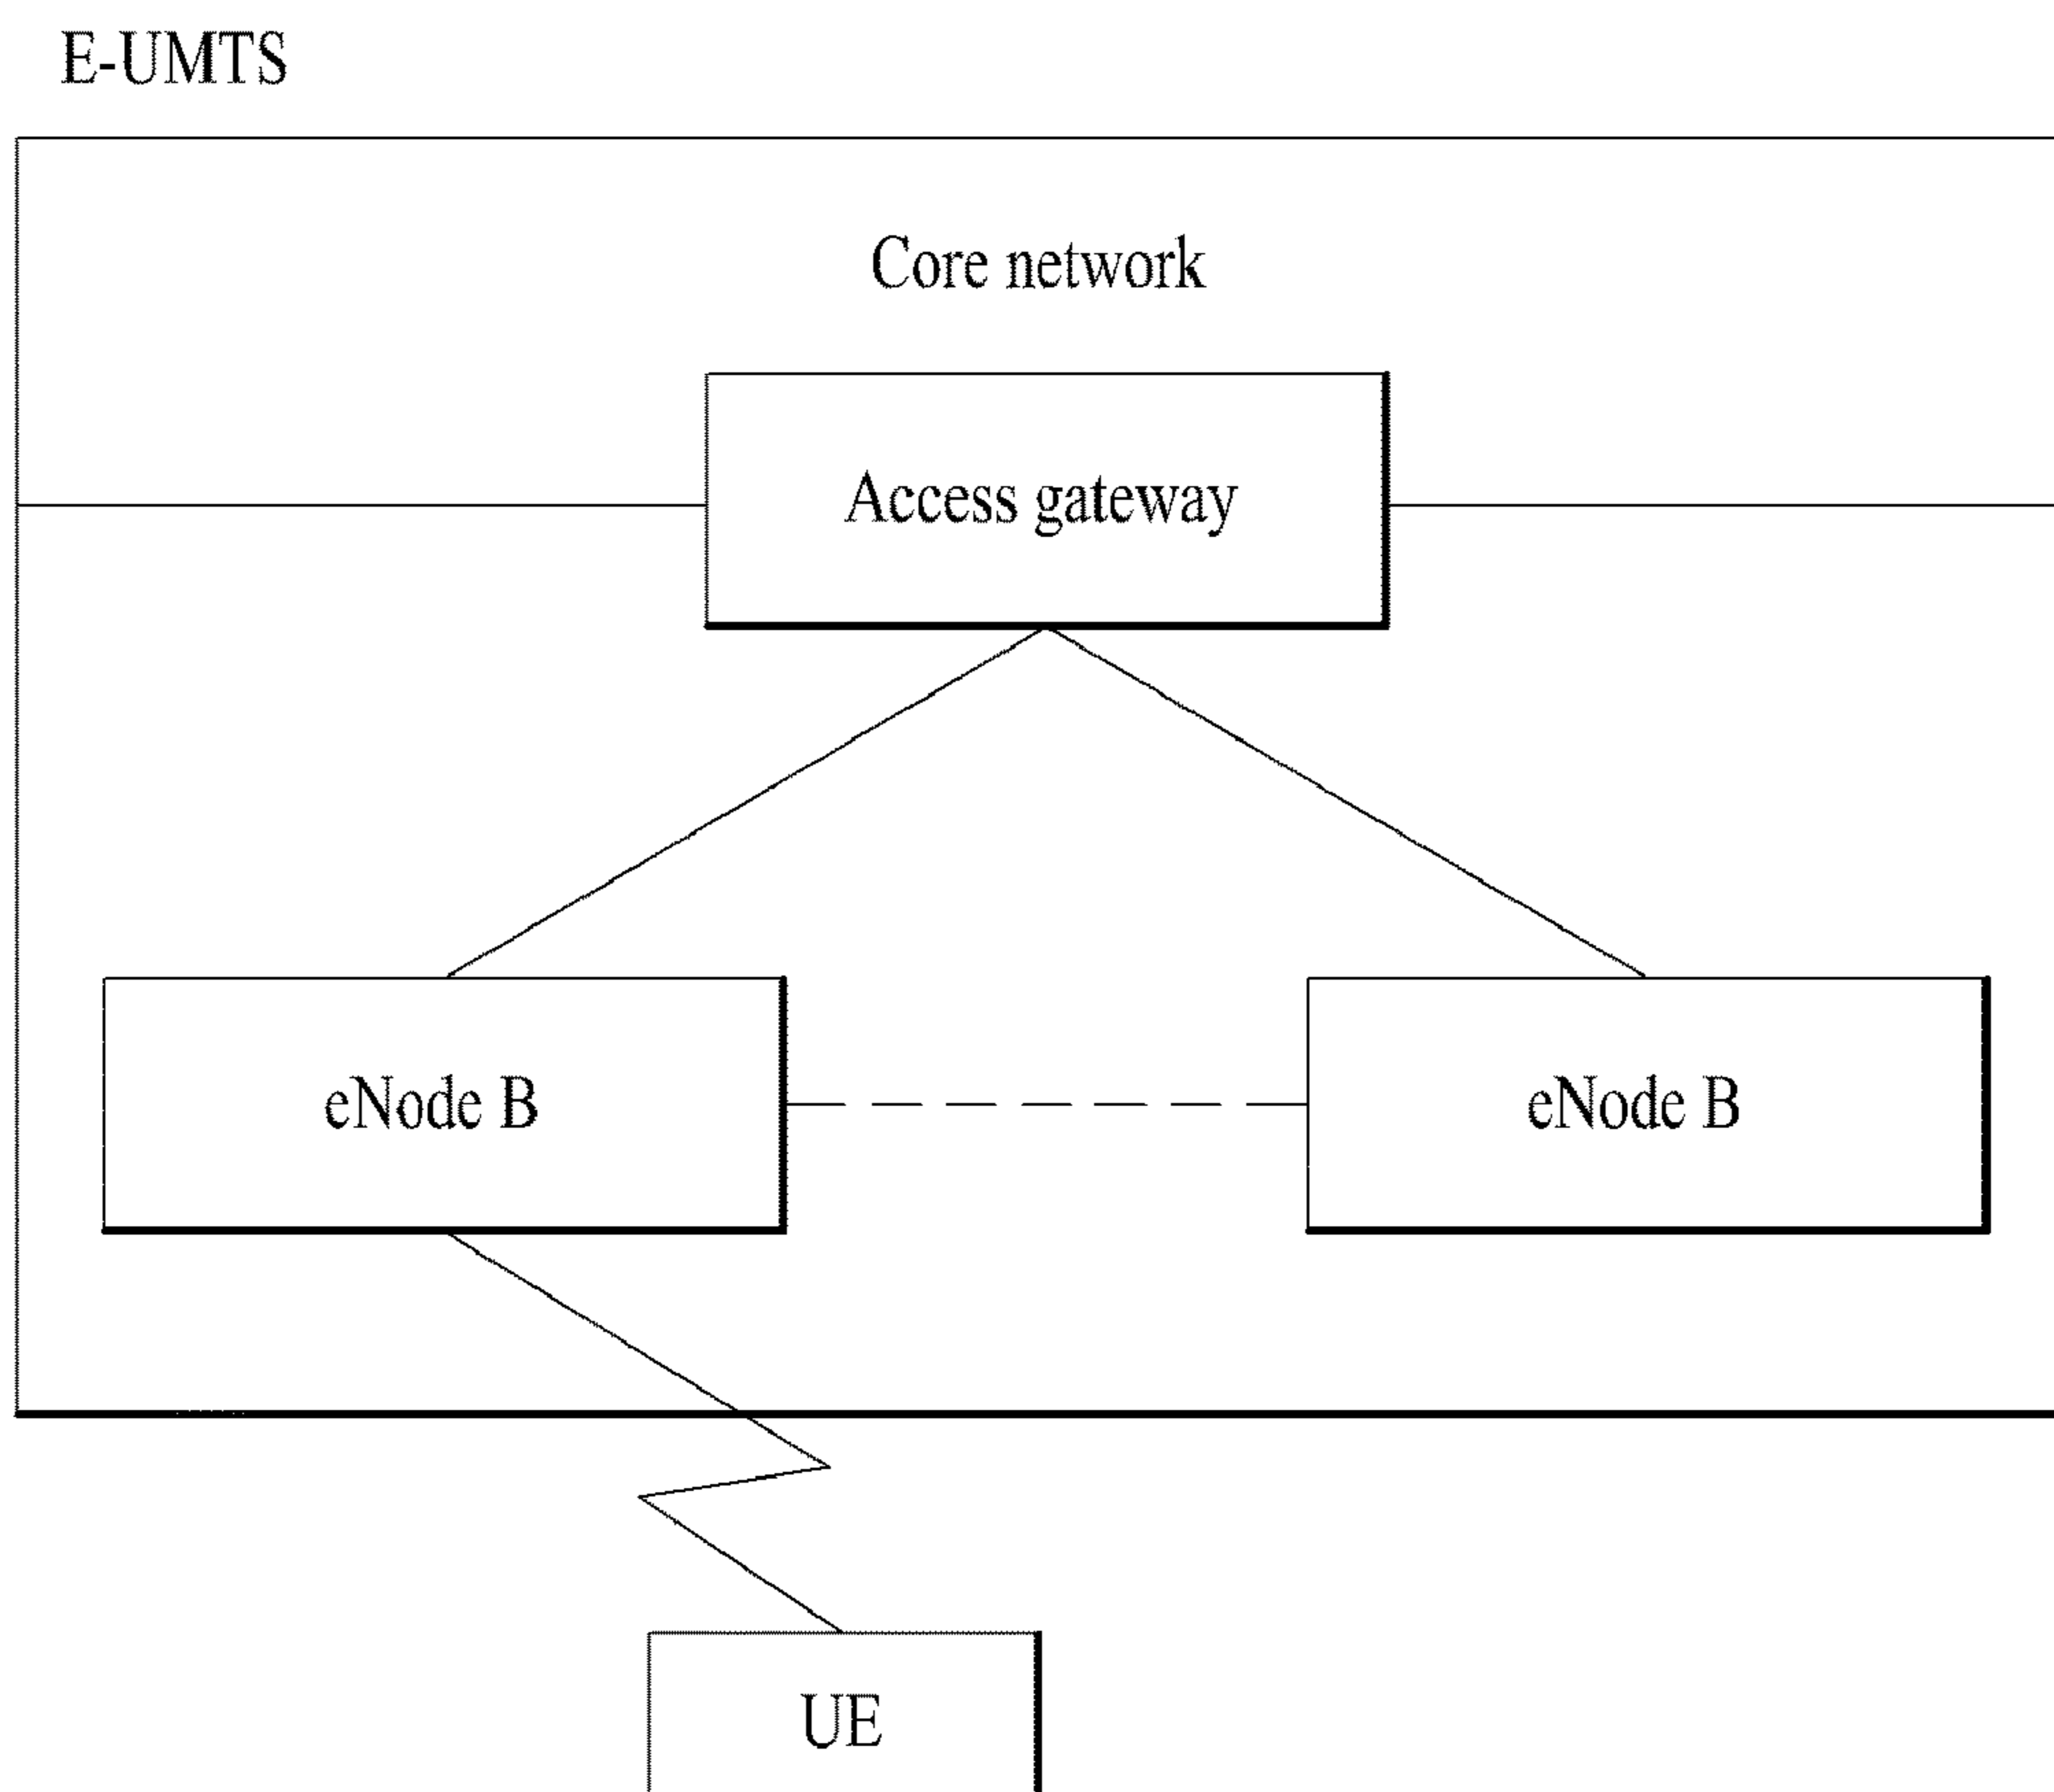 E-UMTS
Core network
Access gateway
eNode B
eNode B
UE